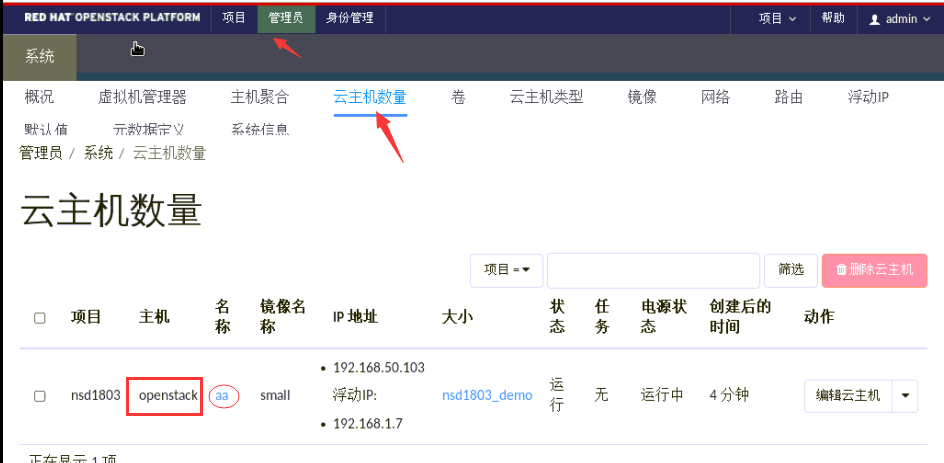 RED HAT OPENSTACK PLATFORM 项目 管理员 身份管理 项目 帮助 admin
系统
概况 虚拟机管理器 主机聚合 云主机数量 卷 云主机类型 镜像 网络 路由 浮动IP
默认值 元数据定义 系统信息
管理员 / 系统 / 云主机数量
云主机数量
项目 = 筛选 删除云主机
项目 主机 名称 镜像名称 IP 地址 大小 状态 任务 电源状态 创建后的时间 动作
nsd1803 openstack aa small 192.168.50.103 浮动IP: 192.168.1.7 nsd1803_demo 运行 无 运行中 4 分钟 编辑云主机
正在显示 1 项